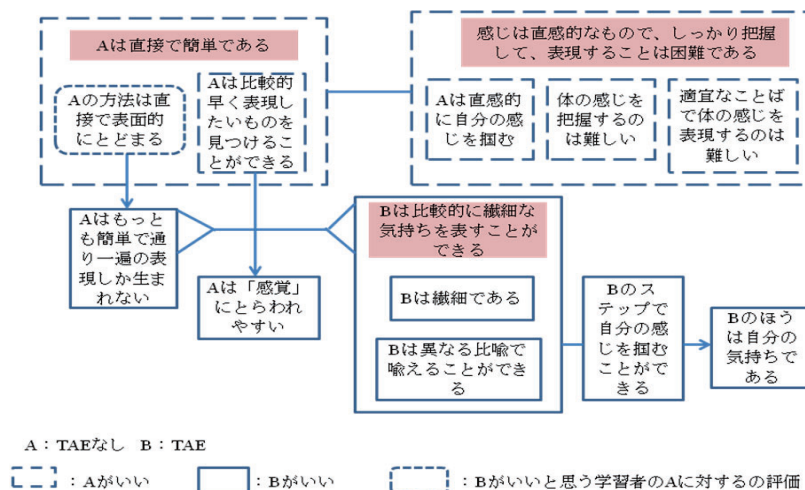 Aは直接で簡単である
Aの方法は直
接で表面的
にとどまる
Aは比較的
早く表現し
たいものを
見つけるこ
とができる
感じは直感的なもので、しっかり把握
して、表現することは困難である
Aは直感的
に自分の感
じを掴む
体の感じを
把握するの
は難しい
適宜なことば
で体の感じを
表現するのは
難しい
Aはもっと
も簡単で通
り一遍の表
現しか生ま
れない
Aは「感覚」
にとらわれ
やすい
Bは比較的に繊細な
気持ちを表すことが
できる
Bは繊細である
Bは異なる比喩で
喩えることができ
る
Bのス
テップで
自分の感
じを掴む
ことがで
きる
Bのほう
は自分の
気持ちで
ある
A：TAEなし B：TAE
：Aがいい ：Bがいい ：Bがいいと思う学習者のAに対するの評価